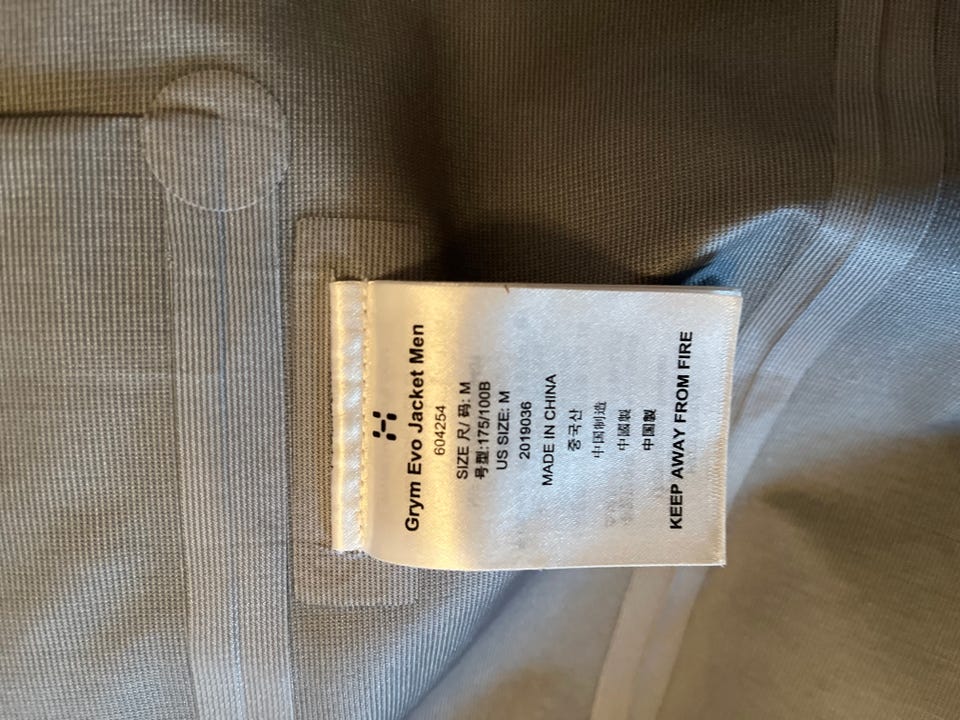 Grym Evo Jacket Men
604254
SIZE 尺/ 码: M
号型:175/100B
US SIZE: M
2019036
MADE IN CHINA
중국산
中国制造
中國製
中国製
KEEP AWAY FROM FIRE